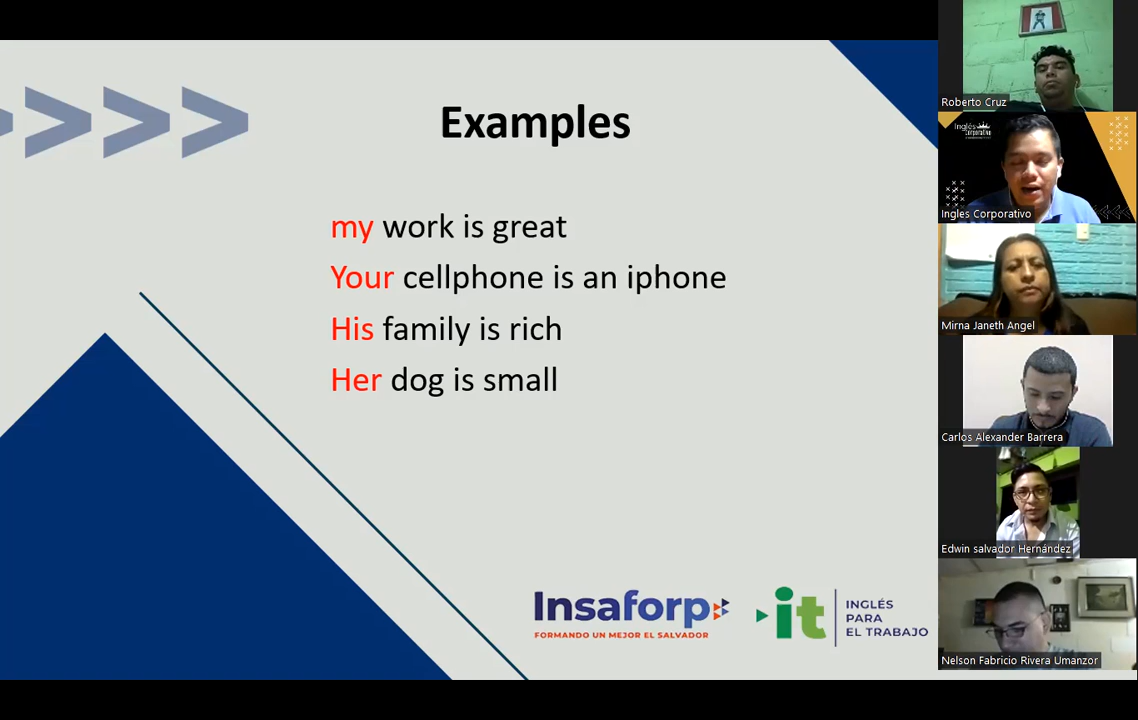 Examples
my work is great
Your cellphone is an iphone
His family is rich
Her dog is small
Insaforp
FORMANDO UN MEJOR EL SALVADOR
it
INGLÉS
PARA
EL TRABAJO
Roberto Cruz
Inglés
Corporativo
Ingles Corporativo
Mirna Janeth Angel
Carlos Alexander Barrera
Edwin salvador Hernández
Nelson Fabricio Rivera Umanzor